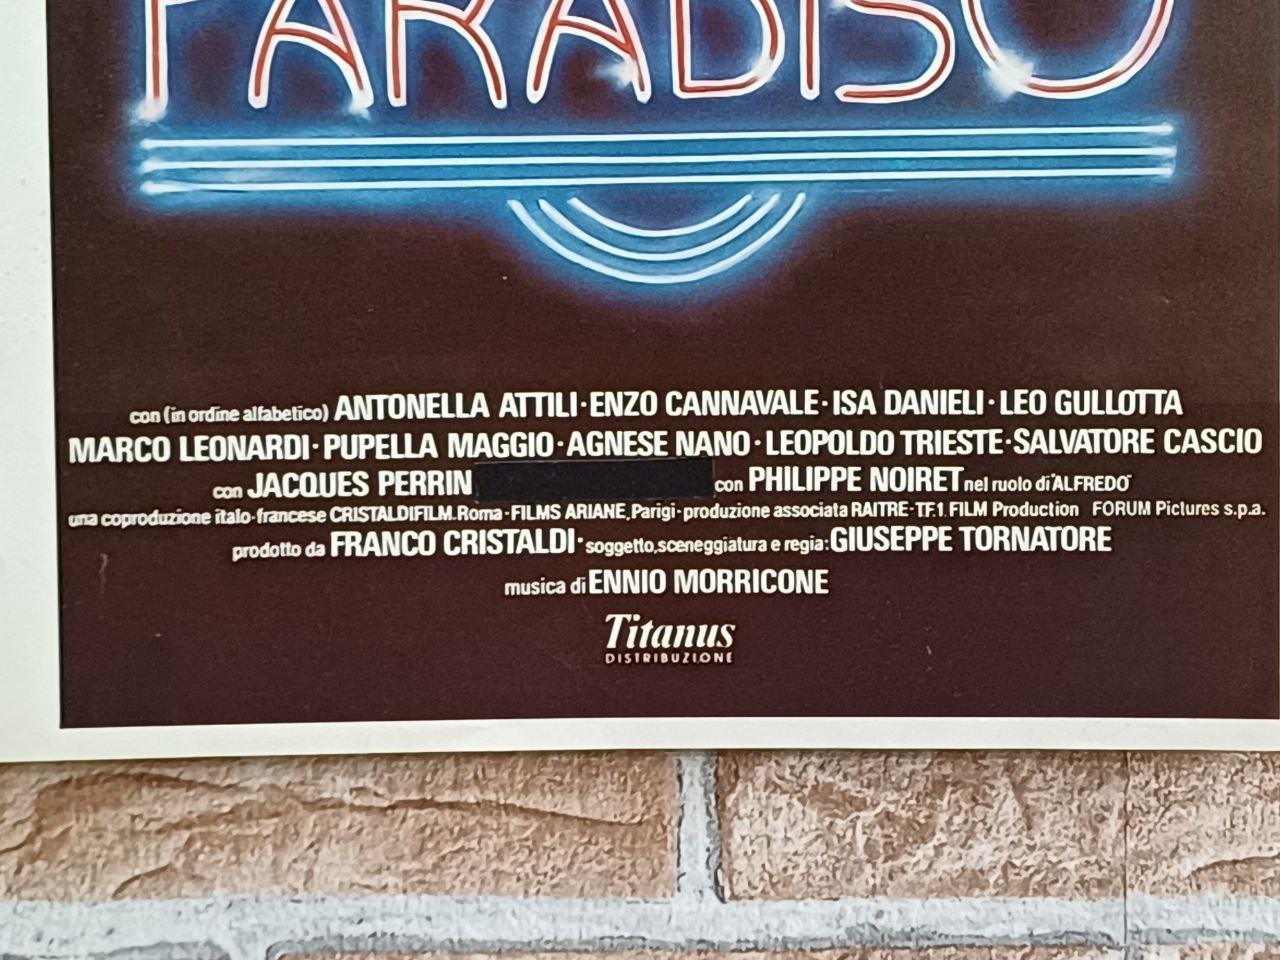 PARADISO
con (in ordine alfabetico) ANTONELLA ATTILI · ENZO CANNAVALE · ISA DANIELI · LEO GULLOTTA
MARCO LEONARDI · PUPELLA MAGGIO · AGNESE NANO · LEOPOLDO TRIESTE · SALVATORE CASCIO
con JACQUES PERRIN con PHILIPPE NOIRET nel ruolo di "ALFREDO"
una coproduzione italo-francese CRISTALDIFILM, Roma · FILMS ARIANE, Parigi · produzione associata RAITRE · TF.1. FILM Production FORUM Pictures s.p.a.
prodotto da FRANCO CRISTALDI · soggetto, sceneggiatura e regia: GIUSEPPE TORNATORE
musica di ENNIO MORRICONE
Titanus
DISTRIBUZIONE